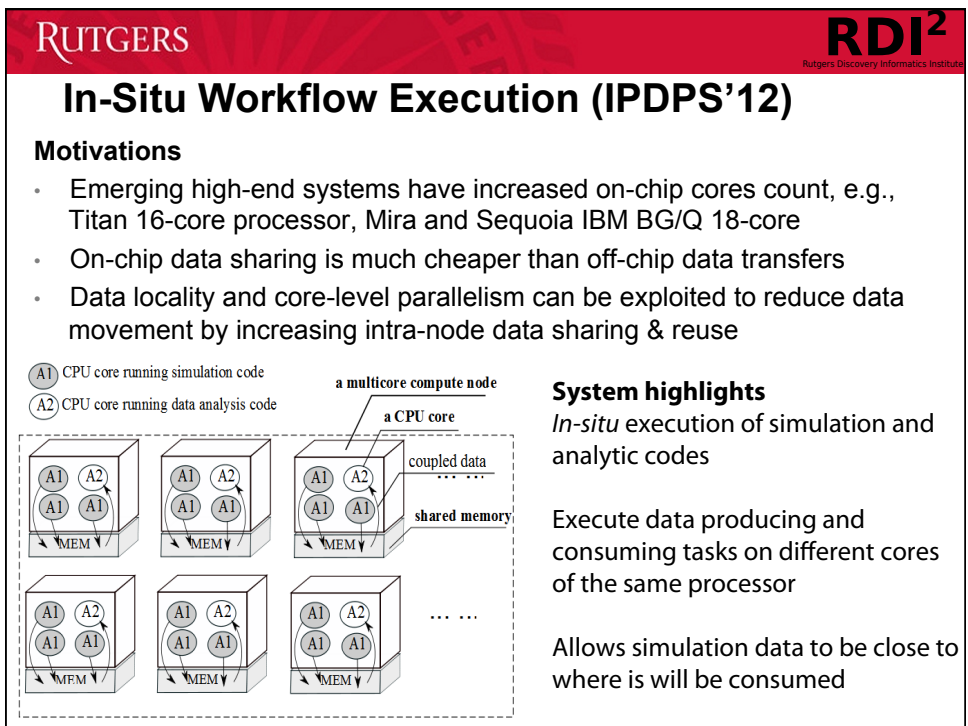 RUTGERS
RDI²
Rutgers Discovery Informatics Institute
In-Situ Workflow Execution (IPDPS’12)
Motivations
• Emerging high-end systems have increased on-chip cores count, e.g.,
Titan 16-core processor, Mira and Sequoia IBM BG/Q 18-core
• On-chip data sharing is much cheaper than off-chip data transfers
• Data locality and core-level parallelism can be exploited to reduce data
movement by increasing intra-node data sharing & reuse
A1 CPU core running simulation code
A2 CPU core running data analysis code
a multicore compute node
a CPU core
coupled data
... ...
shared memory
A1 A2
A1 A1
MEM
A1 A2
A1 A1
MEM
A1 A2
A1 A1
MEM
A1 A2
A1 A1
MEM
A1 A2
A1 A1
MEM
A1 A2
A1 A1
MEM
... ...
System highlights
In-situ execution of simulation and
analytic codes
Execute data producing and
consuming tasks on different cores
of the same processor
Allows simulation data to be close to
where is will be consumed